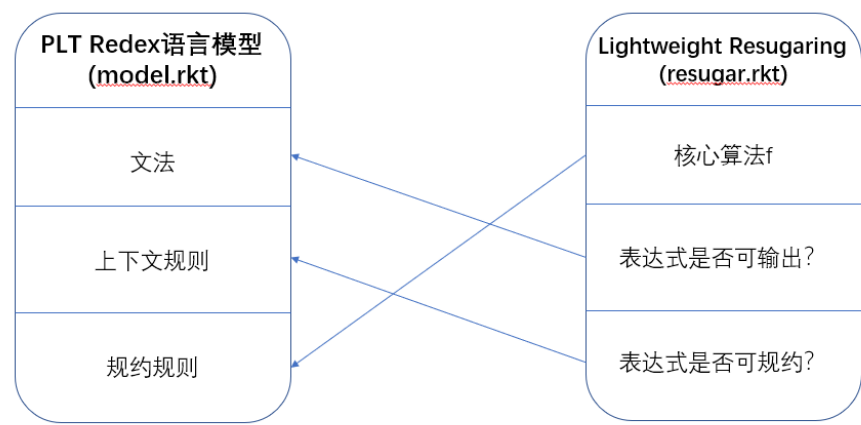 PLT Redex语言模型
(model.rkt)
文法
上下文规则
规约规则
Lightweight Resugaring
(resugar.rkt)
核心算法f
表达式是否可输出?
表达式是否可规约?